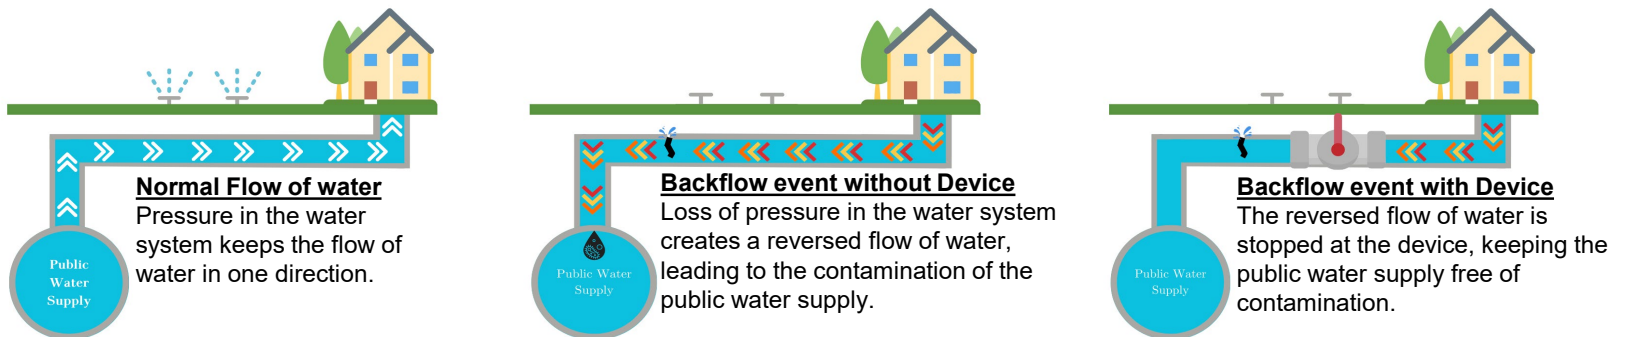 Normal Flow of water
Pressure in the water
system keeps the flow of
water in one direction.
Public
Water
Supply
Backflow event without Device
Loss of pressure in the water system
creates a reversed flow of water,
leading to the contamination of the
public water supply.
Public Water
Supply
Backflow event with Device
The reversed flow of water is
stopped at the device, keeping the
public water supply free of
contamination.
Public Water
Supply